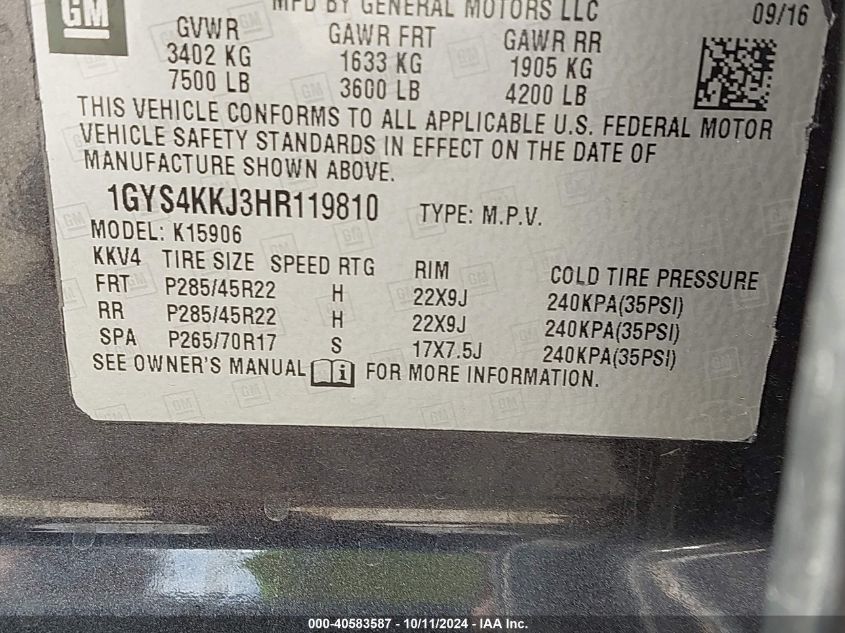 GM
MFD BY GENERAL MOTORS LLC
09/16
GVWR GAWR FRT GAWR RR
3402 KG 1633 KG 1905 KG
7500 LB 3600 LB 4200 LB
THIS VEHICLE CONFORMS TO ALL APPLICABLE U.S. FEDERAL MOTOR
VEHICLE SAFETY STANDARDS IN EFFECT ON THE DATE OF
MANUFACTURE SHOWN ABOVE.
1GYS4KKJ3HR119810 TYPE: M.P.V.
MODEL: K15906
KKV4 TIRE SIZE SPEED RTG RIM COLD TIRE PRESSURE
FRT P285/45R22 H 22X9J 240KPA(35PSI)
RR P285/45R22 H 22X9J 240KPA(35PSI)
SPA P265/70R17 S 17X7.5J 240KPA(35PSI)
SEE OWNER'S MANUAL i FOR MORE INFORMATION.
000-40583587 - 10/11/2024 - IAA Inc.